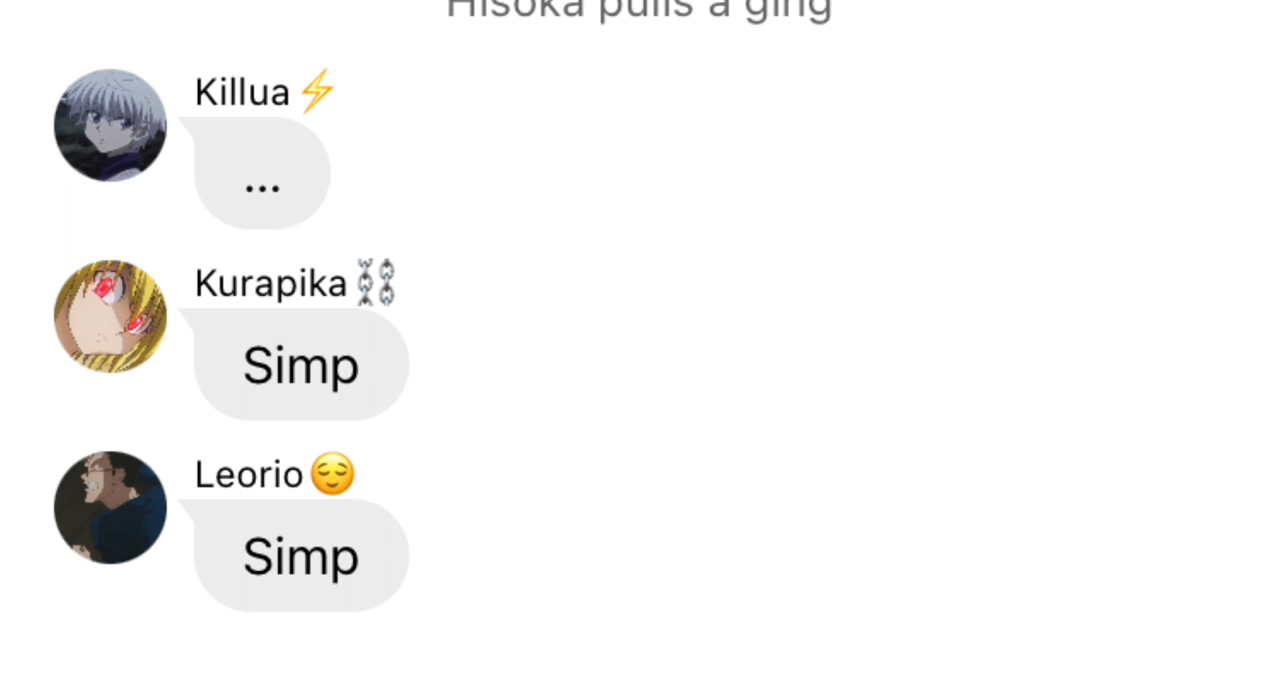 Hisoka pulls a ging
Killua⚡
...
Kurapika⛓
Simp
Leorio😌
Simp